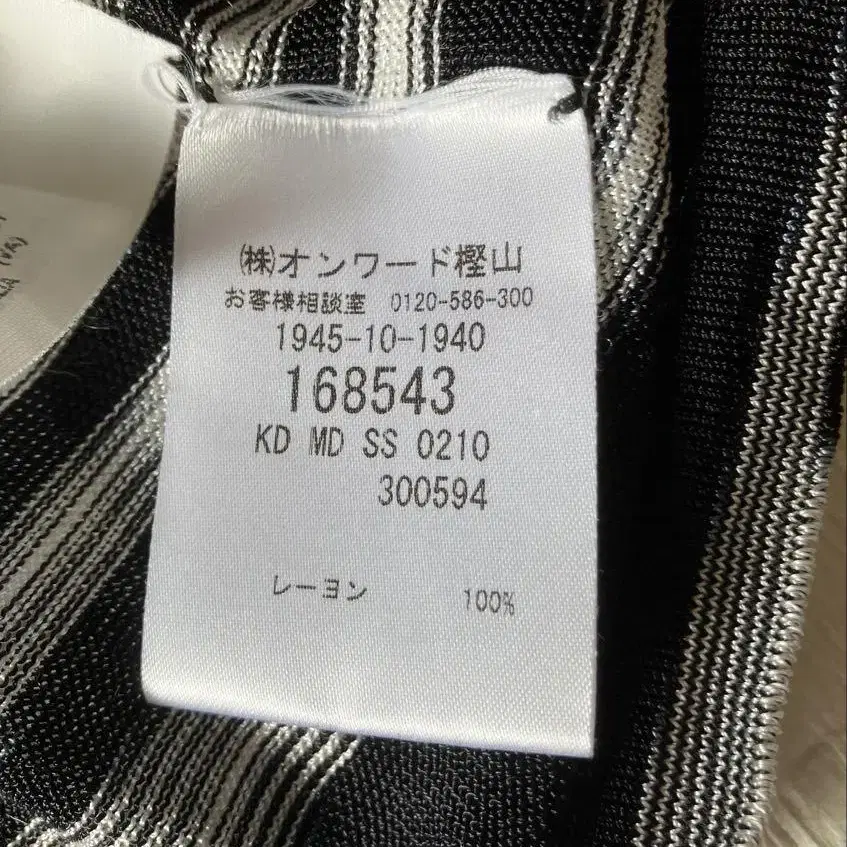 ㈱オンワード樫山
お客様相談室 0120-586-300
1945-10-1940
168543
KD MD SS 0210
300594
レーヨン 100%